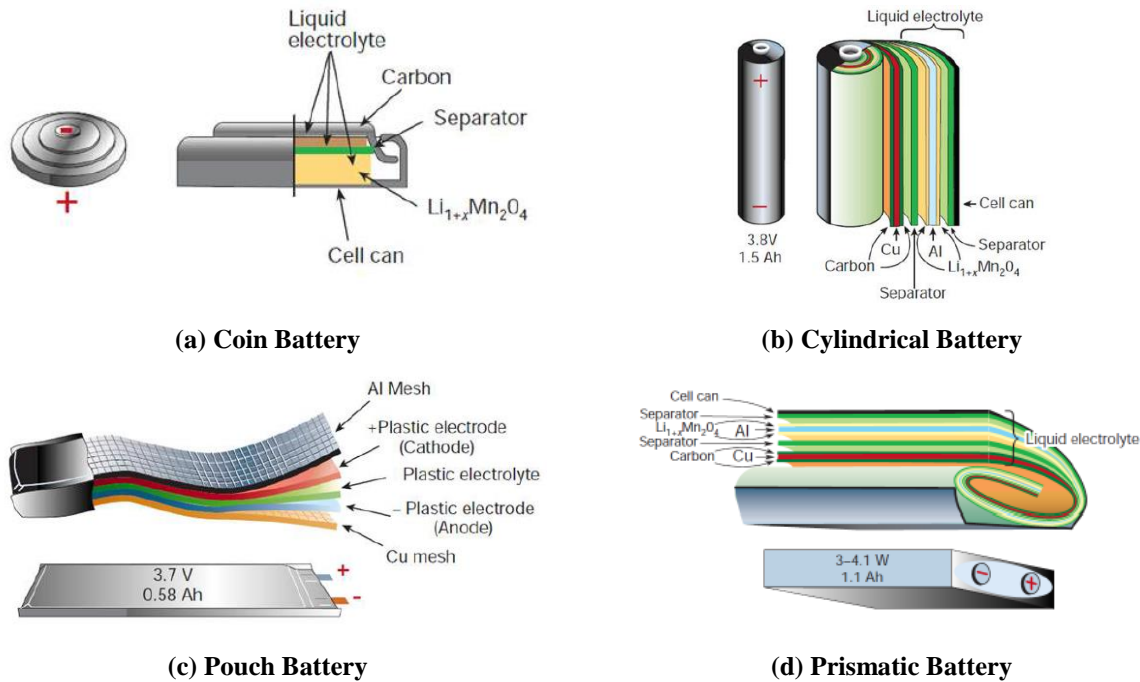 Liquid
electrolyte
Carbon
Separator
Li1+xMn2O4
Cell can
+
(a) Coin Battery
Liquid electrolyte
+
−
3.8V
1.5 Ah
Cell can
Separator
Cu
Al
Carbon
Li1+xMn2O4
Separator
(b) Cylindrical Battery
Al Mesh
+Plastic electrode
(Cathode)
Plastic electrolyte
– Plastic electrode
(Anode)
Cu mesh
3.7 V
0.58 Ah
+
-
(c) Pouch Battery
Cell can
Separator
Li1+xMn2O4
Al
Separator
Carbon
Cu
Liquid electrolyte
3–4.1 W
1.1 Ah
−
+
(d) Prismatic Battery